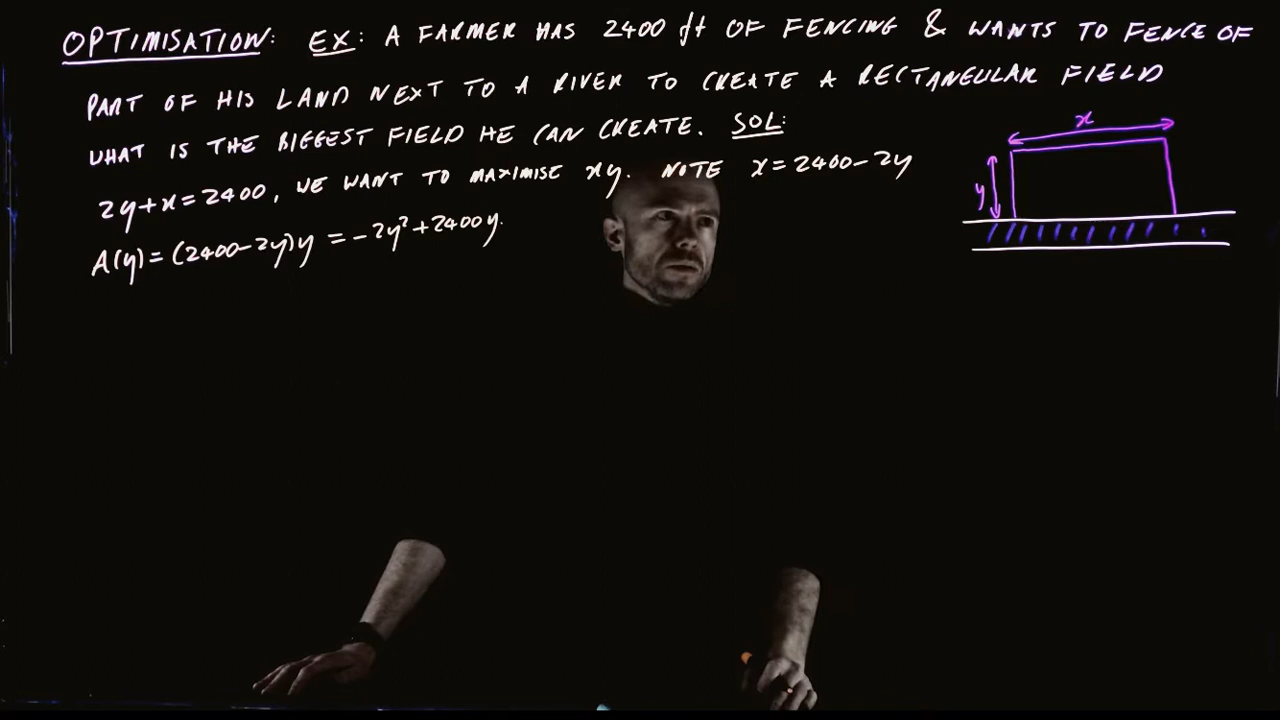 OPTIMISATION: EX: A FARMER HAS 2400 ft OF FENCING & WANTS TO FENCE OF
PART OF HIS LAND NEXT TO A RIVER TO CREATE A RECTANGULAR FIELD
WHAT IS THE BIGGEST FIELD HE CAN CREATE. SOL:
2y+x=2400, WE WANT TO MAXIMISE xy. NOTE x=2400-2y
A(y)=(2400-2y)y = -2y²+2400y.
x
y